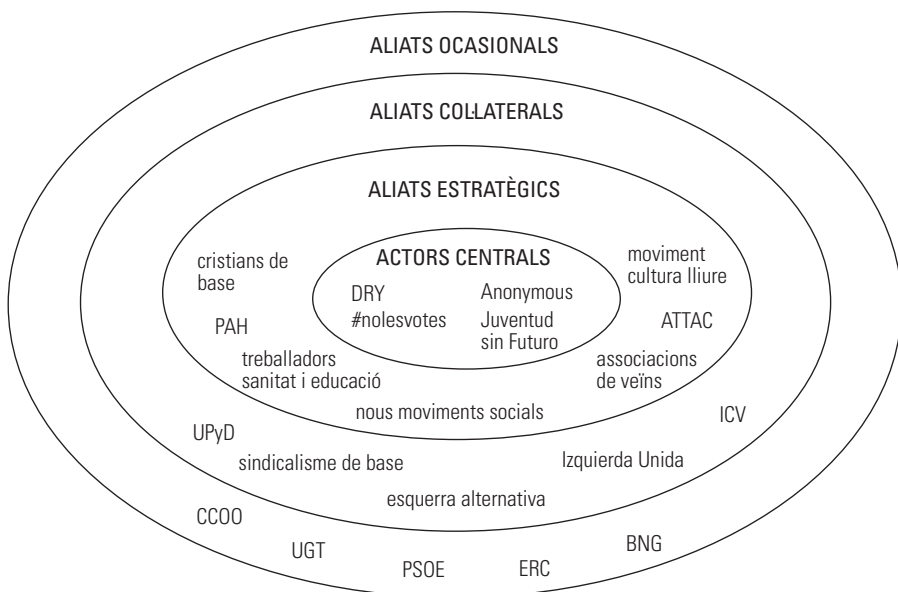 ALIATS OCASIONALS
ALIATS COL·LATERALS
ALIATS ESTRATÈGICS
ACTORS CENTRALS
cristians de
base
moviment
cultura lliure
DRY
Anonymous
#nolesvotes
Juventud
sin Futuro
PAH
ATTAC
treballadors
sanitat i educació
associacions
de veïns
nous moviments socials
ICV
UPyD
sindicalisme de base
Izquierda Unida
esquerra alternativa
CCOO
UGT
PSOE
ERC
BNG